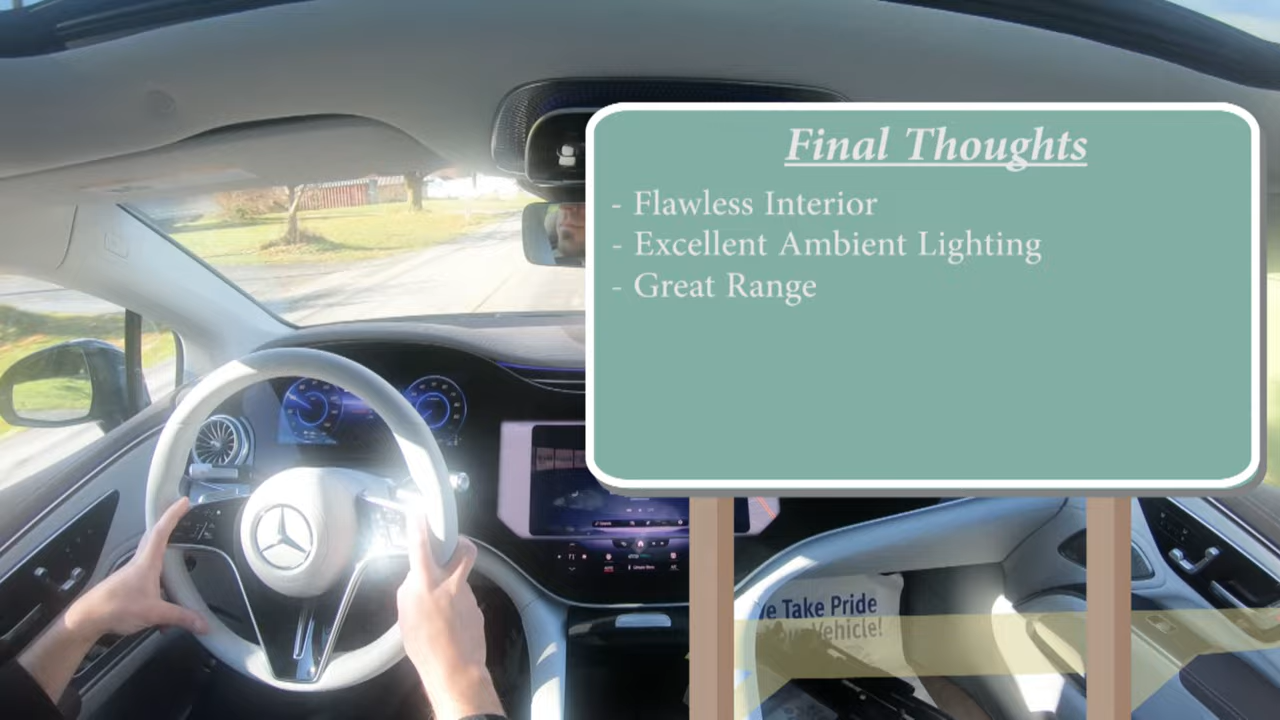 Final Thoughts
- Flawless Interior
- Excellent Ambient Lighting
- Great Range
Take Pride
Vehicle!